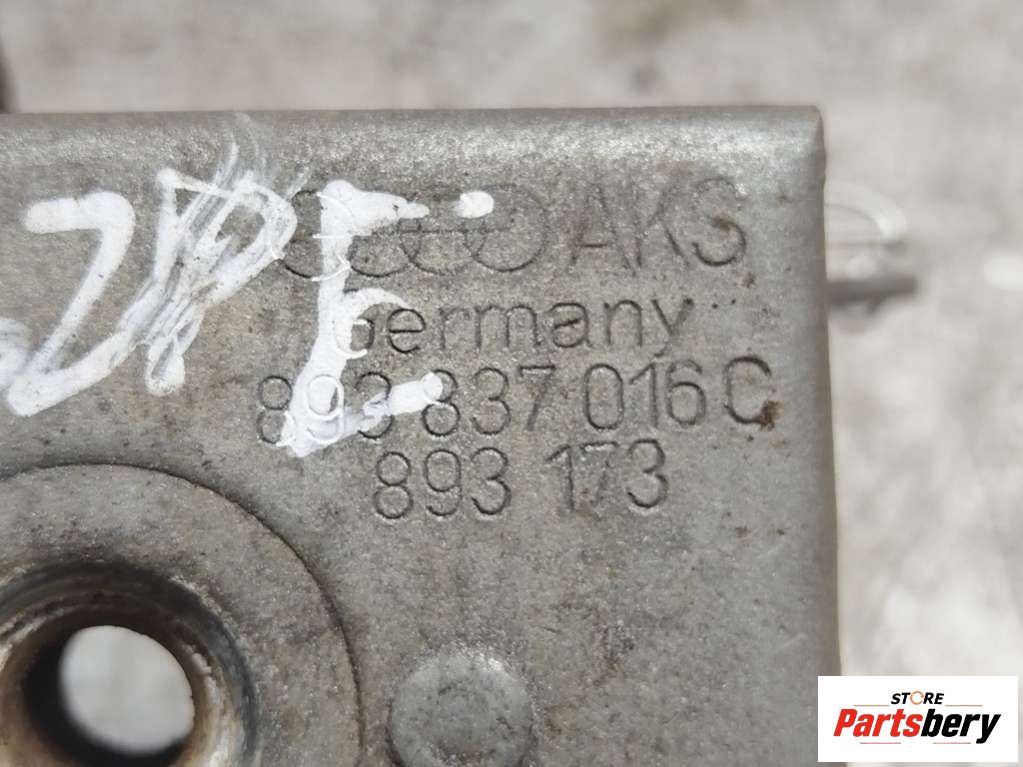 AKS
Germany
893 837 016 C
893 173
STORE
Partsbery